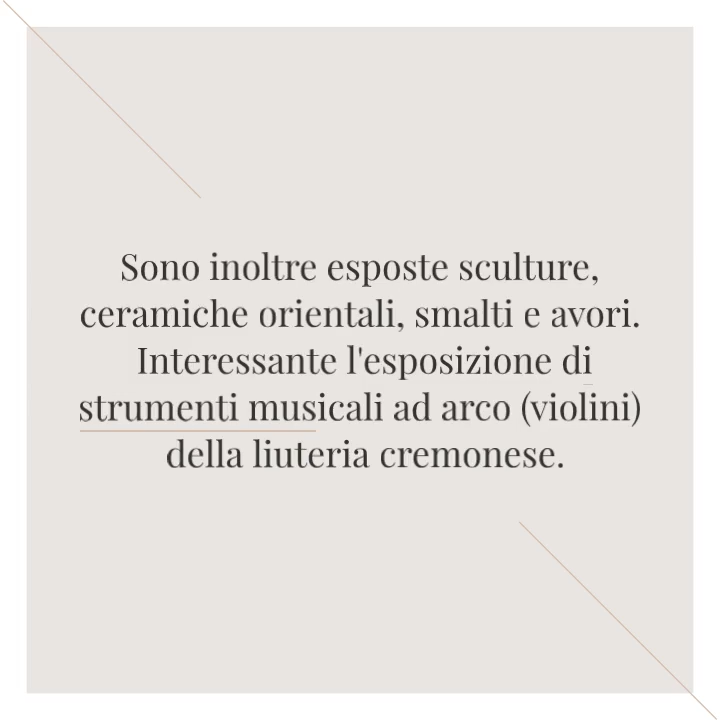 Sono inoltre esposte sculture,
ceramiche orientali, smalti e avori.
Interessante l'esposizione di
strumenti musicali ad arco (violini)
della liuteria cremonese.